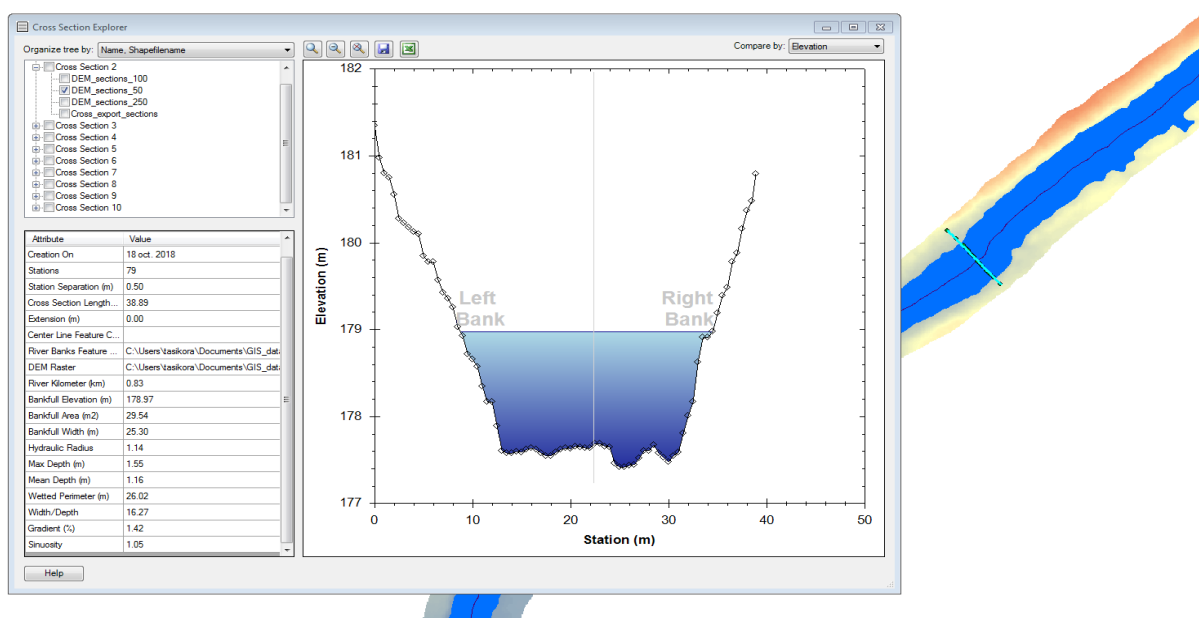 Cross Section Explorer
Organize tree by: Name, Shapefilename
Compare by: Elevation
Cross Section 2
DEM_sections_100
DEM_sections_50
DEM_sections_250
Cross_export_sections
Cross Section 3
Cross Section 4
Cross Section 5
Cross Section 6
Cross Section 7
Cross Section 8
Cross Section 9
Cross Section 10
Attribute Value
Creation On 18 oct. 2018
Stations 79
Station Separation (m) 0.50
Cross Section Length... 38.89
Extension (m) 0.00
Center Line Feature C...
River Banks Feature ... C:\Users\tasikora\Documents\GIS_dat
DEM Raster C:\Users\tasikora\Documents\GIS_dat
River Kilometer (km) 0.83
Bankfull Elevation (m) 178.97
Bankfull Area (m2) 29.54
Bankfull Width (m) 25.30
Hydraulic Radius 1.14
Max Depth (m) 1.55
Mean Depth (m) 1.16
Wetted Perimeter (m) 26.02
Width/Depth 16.27
Gradient (%) 1.42
Sinuosity 1.05
Help
182
181
180
179
178
177
Elevation (m)
Left
Bank
Right
Bank
0 10 20 30 40 50
Station (m)